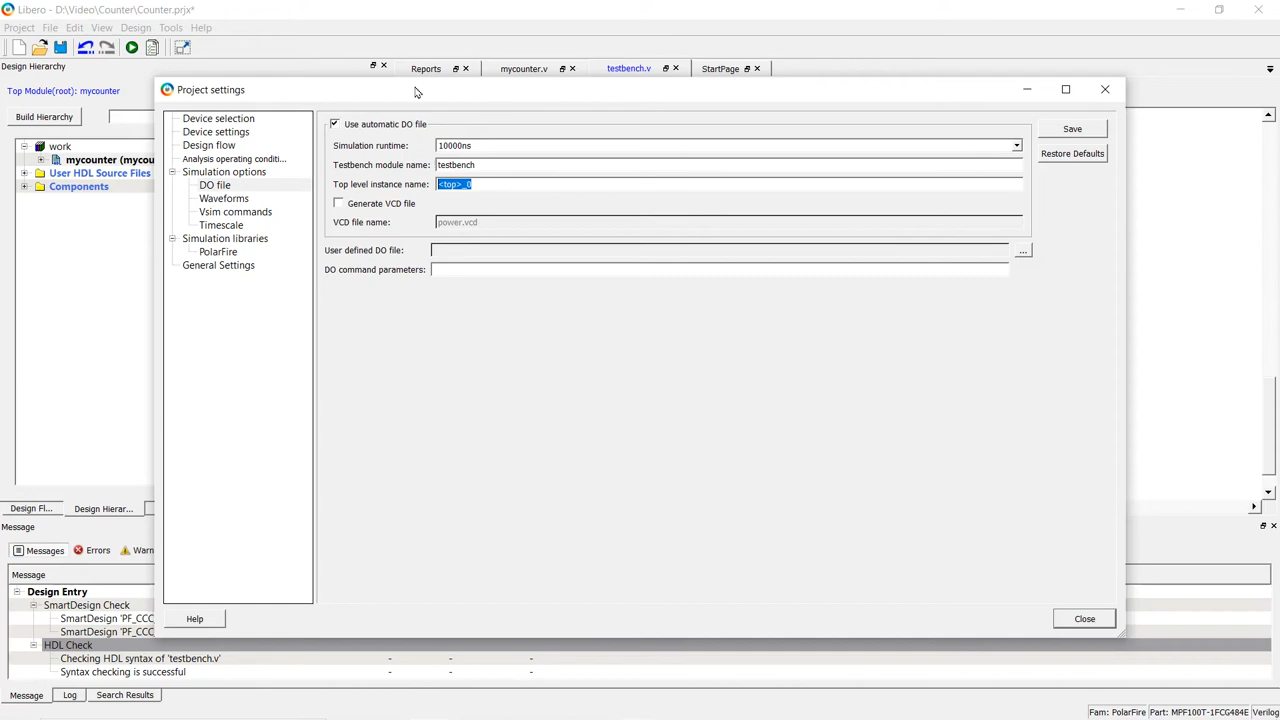 Libero - D:\Video\Counter\Counter.prjx*
Project File Edit View Design Tools Help
Design Hierarchy
Reports
mycounter.v
testbench.v
StartPage
Top Module(root): mycounter
Build Hierarchy
work
mycounter (mycou
User HDL Source Files
Components
Project settings
Device selection
Device settings
Design flow
Analysis operating conditi...
Simulation options
DO file
Waveforms
Vsim commands
Timescale
Simulation libraries
PolarFire
General Settings
Use automatic DO file
Simulation runtime: 10000ns
Testbench module name: testbench
Top level instance name: <top>_0
Generate VCD file
VCD file name: power.vcd
User defined DO file: ...
DO command parameters:
Save
Restore Defaults
Help
Close
Design Fl...
Design Hierar...
Message
Messages Errors Warn
Message
Design Entry
SmartDesign Check
SmartDesign 'PF_CCC
SmartDesign 'PF_CCC
HDL Check
Checking HDL syntax of 'testbench.v' - - -
Syntax checking is successful - - -
Message Log Search Results
Fam: PolarFire Part: MPF100T-1FCG484E Verilog